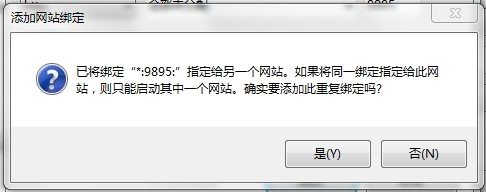 添加网站绑定
已将绑定“*:9895:”指定给另一个网站。如果将同一绑定指定给此网
站，则只能启动其中一个网站。确实要添加此重复绑定吗?
是(Y)
否(N)